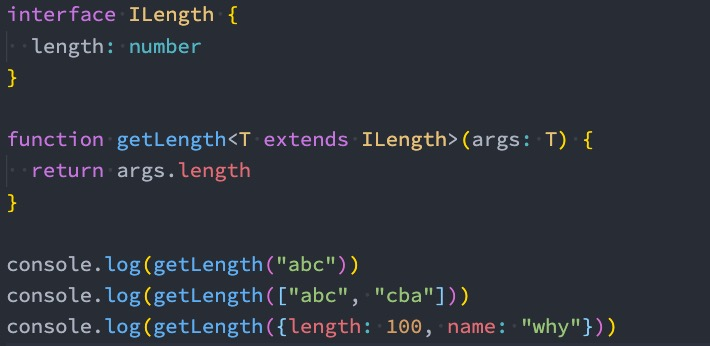 interface ILength {
  length: number
}

function getLength<T extends ILength>(args: T) {
  return args.length
}

console.log(getLength("abc"))
console.log(getLength(["abc", "cba"]))
console.log(getLength({length: 100, name: "why"}))